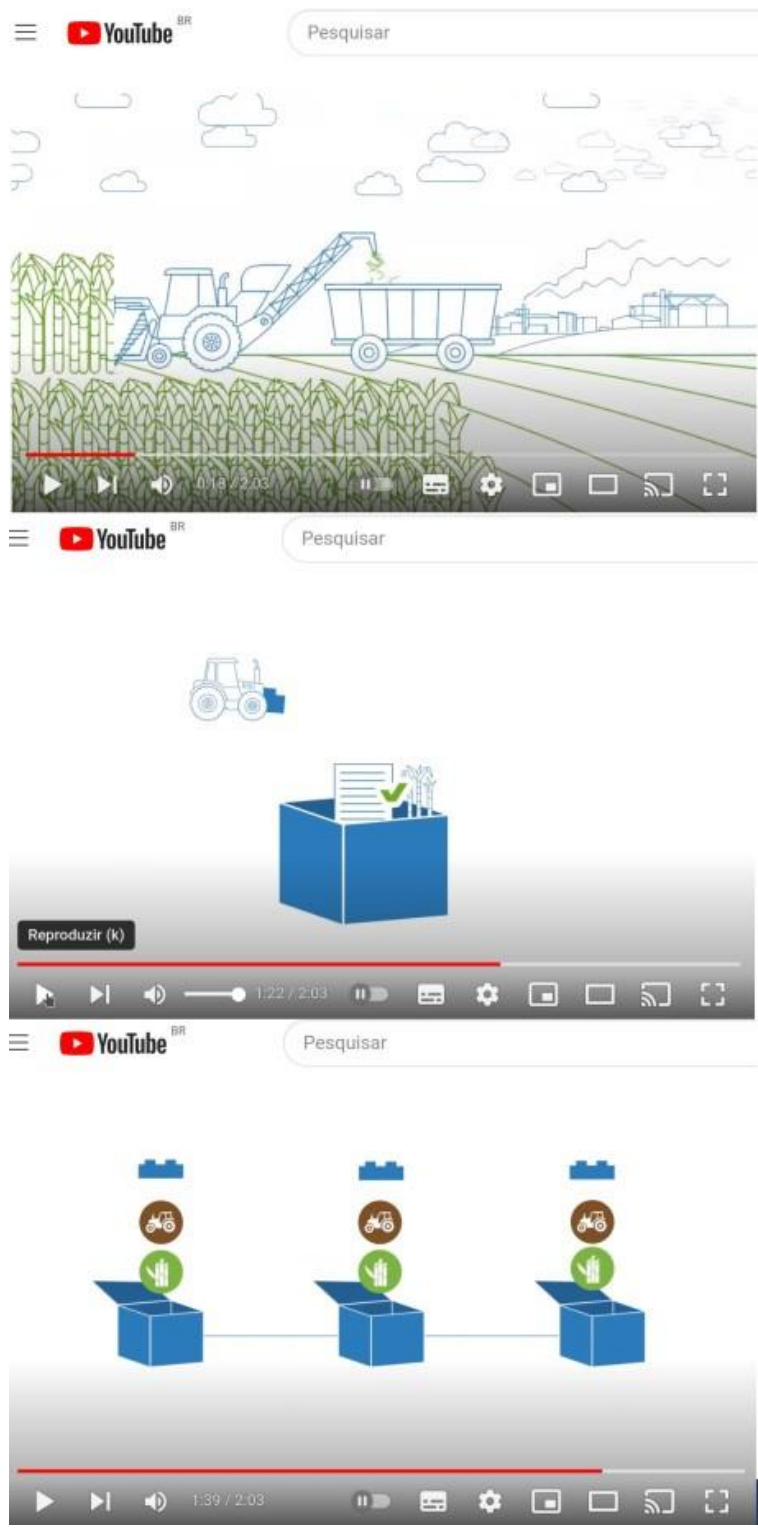 YouTube BR
Pesquisar
0:18 / 2:03
YouTube BR
Pesquisar
Reproduzir (k)
1:22 / 2:03
YouTube BR
Pesquisar
1:39 / 2:03